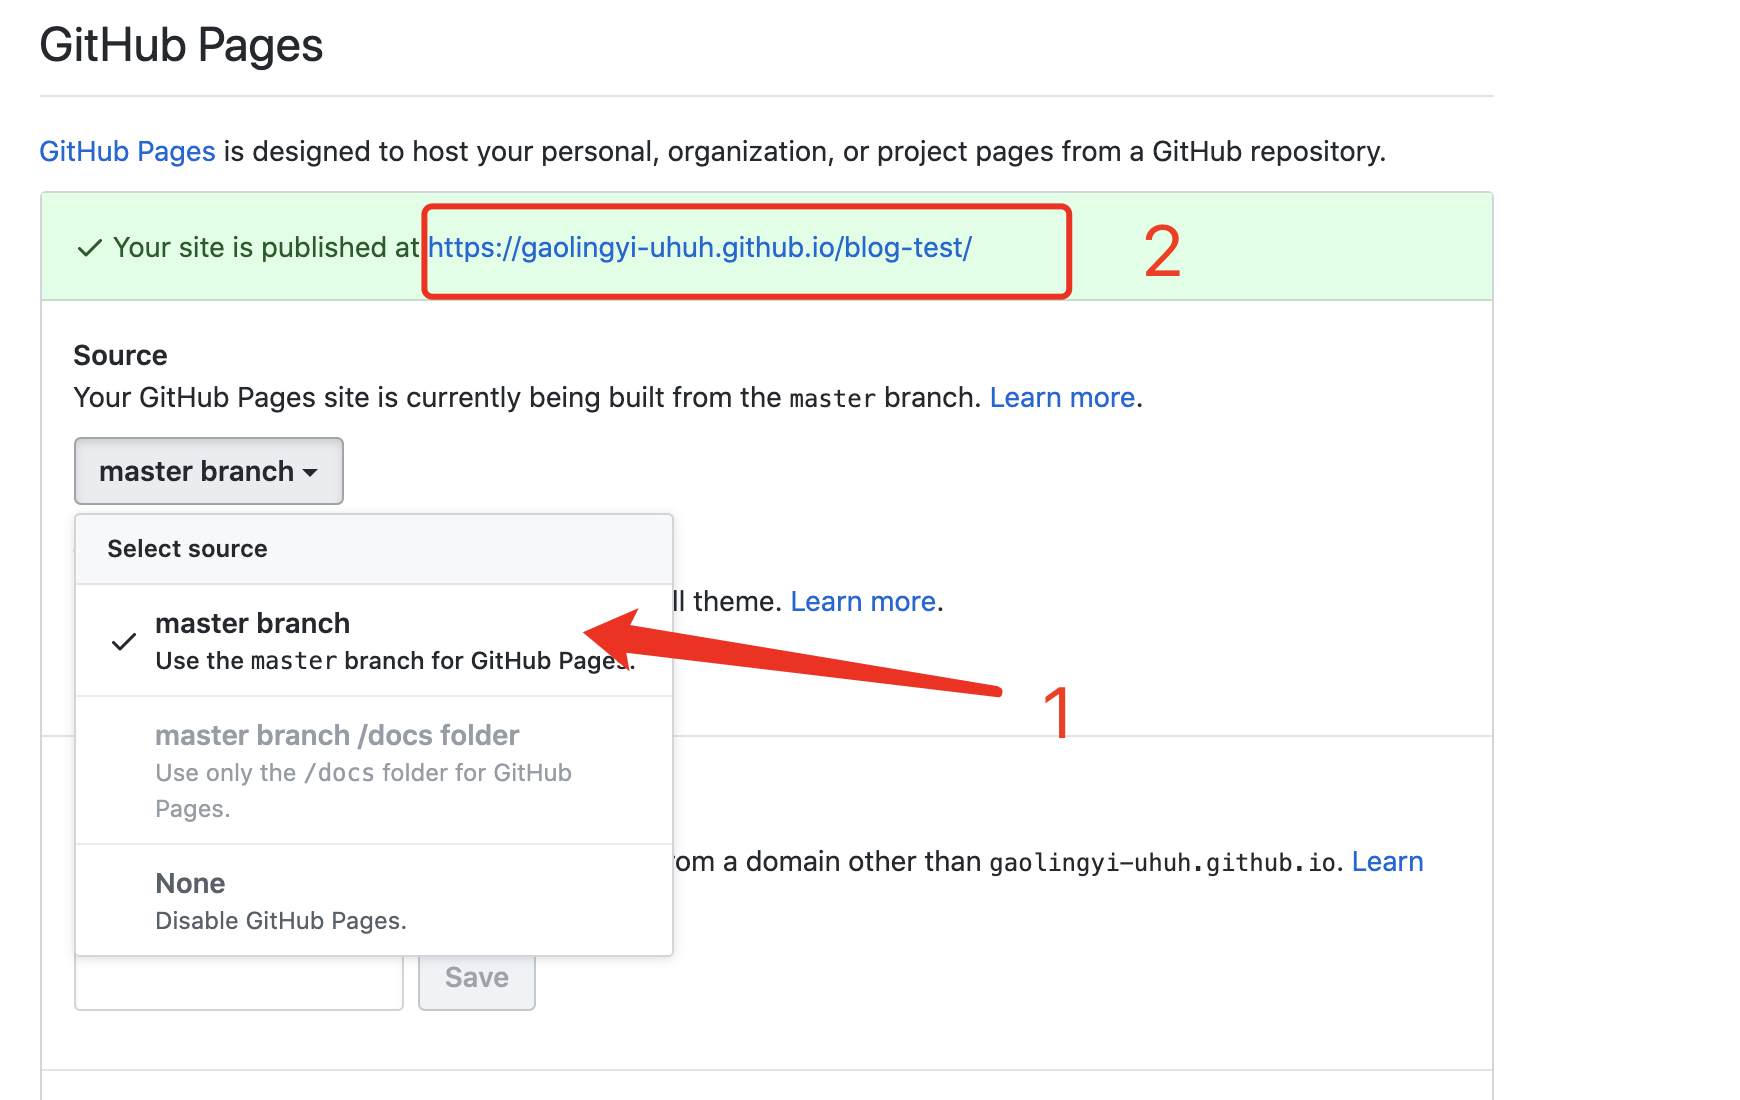 GitHub Pages
GitHub Pages is designed to host your personal, organization, or project pages from a GitHub repository.
Your site is published at https://gaolingyi-uhuh.github.io/blog-test/
2
Source
Your GitHub Pages site is currently being built from the master branch. Learn more.
master branch
Select source
ll theme. Learn more.
master branch
Use the master branch for GitHub Pages.
1
master branch /docs folder
Use only the /docs folder for GitHub
Pages.
om a domain other than gaolingyi-uhuh.github.io. Learn
None
Disable GitHub Pages.
Save